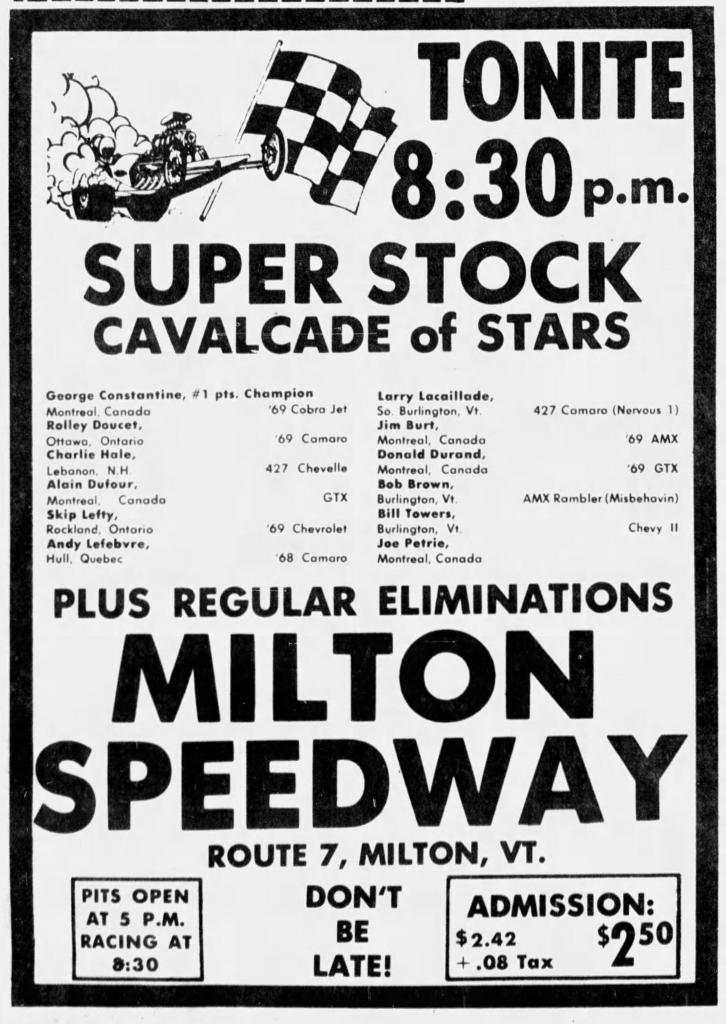 TONITE
8:30 p.m.
SUPER STOCK
CAVALCADE of STARS
George Constantine, #1 pts. Champion
Montreal, Canada '69 Cobra Jet
Rolley Doucet,
Ottawa, Ontario '69 Camaro
Charlie Hale,
Lebanon, N.H. 427 Chevelle
Alain Dufour,
Montreal, Canada GTX
Skip Lefty,
Rockland, Ontario '69 Chevrolet
Andy Lefebvre,
Hull, Quebec '68 Camaro
Larry Lacaillade,
So. Burlington, Vt. 427 Camaro (Nervous 1)
Jim Burt,
Montreal, Canada '69 AMX
Donald Durand,
Montreal, Canada '69 GTX
Bob Brown,
Burlington, Vt. AMX Rambler (Misbehavin)
Bill Towers,
Burlington, Vt. Chevy II
Joe Petrie,
Montreal, Canada
PLUS REGULAR ELIMINATIONS
MILTON
SPEEDWAY
ROUTE 7, MILTON, VT.
PITS OPEN
AT 5 P.M.
RACING AT
8:30
DON'T
BE
LATE!
ADMISSION:
$2.42
+ .08 Tax
$2.50